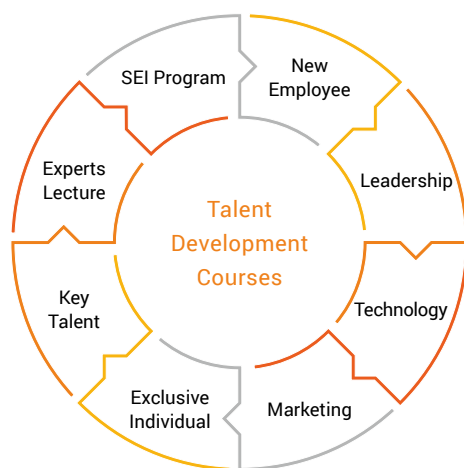 SEI Program
New
Employee
Leadership
Technology
Marketing
Exclusive
Individual
Key
Talent
Experts
Lecture
Talent
Development
Courses